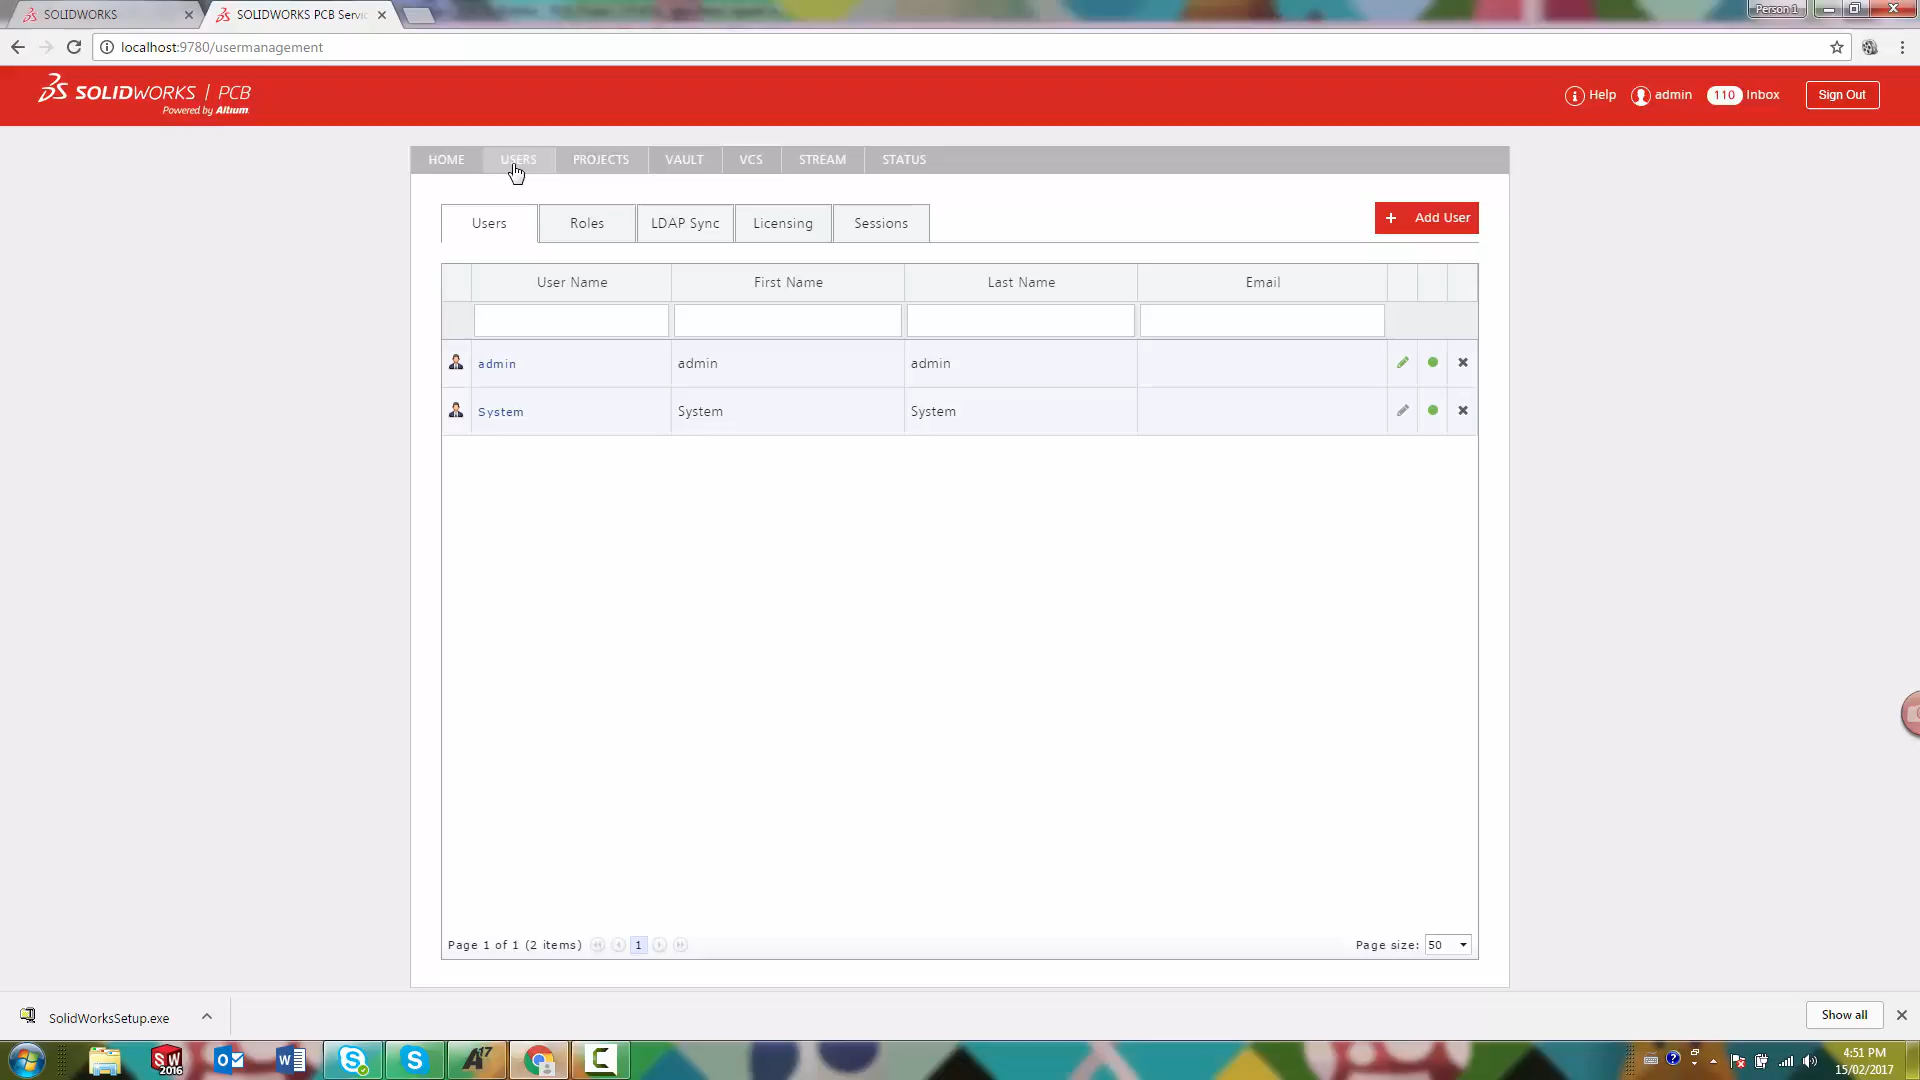 SOLIDWORKS
SOLIDWORKS PCB Servic
Person 1
localhost:9780/usermanagement
SOLIDWORKS | PCB
Powered by Altium
Help
admin
110
Inbox
Sign Out
HOME
USERS
PROJECTS
VAULT
VCS
STREAM
STATUS
Users
Roles
LDAP Sync
Licensing
Sessions
+ Add User
User Name
First Name
Last Name
Email
admin
admin
admin
System
System
System
Page 1 of 1 (2 items)
1
Page size:
50
SolidWorksSetup.exe
Show all
SW
2016
4:51 PM
15/02/2017